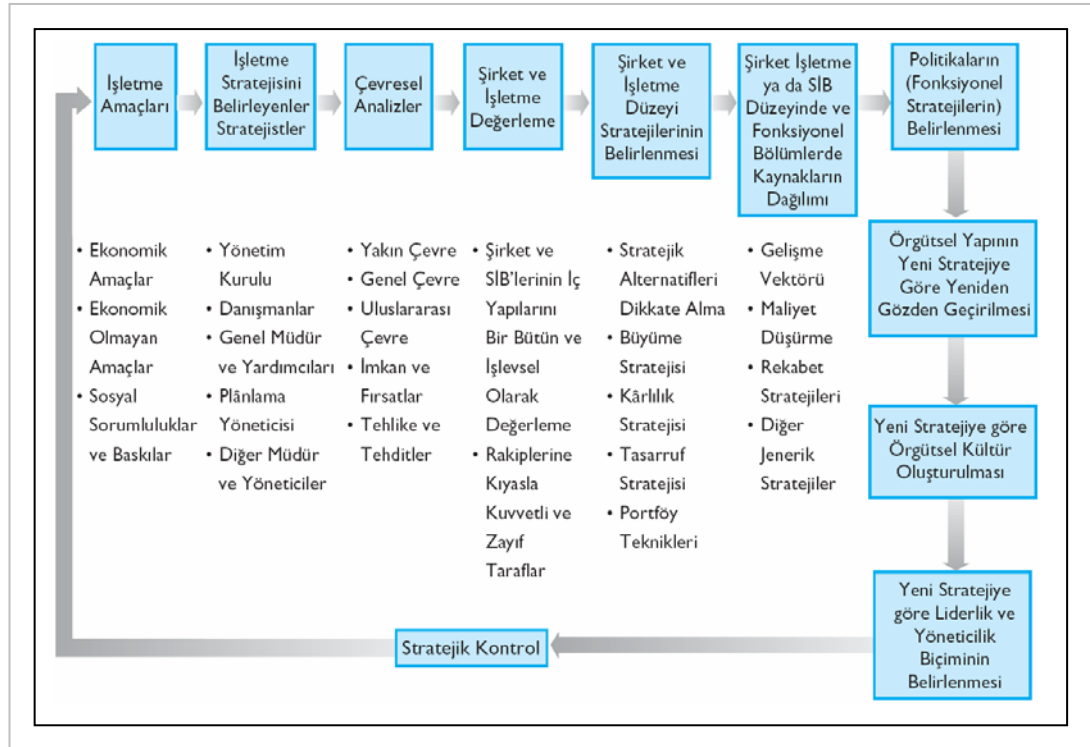 İşletme
Amaçları
İşletme
Stratejisini
Belirleyenler
Stratejistler
Çevresel
Analizler
Şirket ve
İşletme
Değerleme
Şirket ve
İşletme
Düzeyi
Stratejilerinin
Belirlenmesi
Şirket İşletme
ya da SİB
Düzeyinde ve
Fonksiyonel
Bölümlerde
Kaynakların
Dağılımı
Politikaların
(Fonksiyonel
Stratejilerin)
Belirlenmesi
• Ekonomik
Amaçlar
• Ekonomik
Olmayan
Amaçlar
• Sosyal
Sorumluluklar
ve Baskılar
• Yönetim
Kurulu
• Danışmanlar
• Genel Müdür
ve Yardımcıları
• Plânlama
Yöneticisi
• Diğer Müdür
ve Yöneticiler
• Yakın Çevre
• Genel Çevre
• Uluslararası
Çevre
• İmkan ve
Fırsatlar
• Tehlike ve
Tehditler
• Şirket ve
SİB'lerinin İç
Yapılarını
Bir Bütün ve
İşlevsel
Olarak
Değerleme
• Rakiplerine
Kıyasla
Kuvvetli ve
Zayıf
Taraflar
• Stratejik
Alternatifleri
Dikkate Alma
• Büyüme
Stratejisi
• Kârlılık
Stratejisi
• Tasarruf
Stratejisi
• Portföy
Teknikleri
• Gelişme
Vektörü
• Maliyet
Düşürme
• Rekabet
Stratejileri
• Diğer
Jenerik
Stratejiler
Örgütsel Yapının
Yeni Stratejiye
Göre Yeniden
Gözden Geçirilmesi
Yeni Stratejiye göre
Örgütsel Kültür
Oluşturulması
Yeni Stratejiye
göre Liderlik ve
Yöneticilik
Biçiminin
Belirlenmesi
Stratejik Kontrol